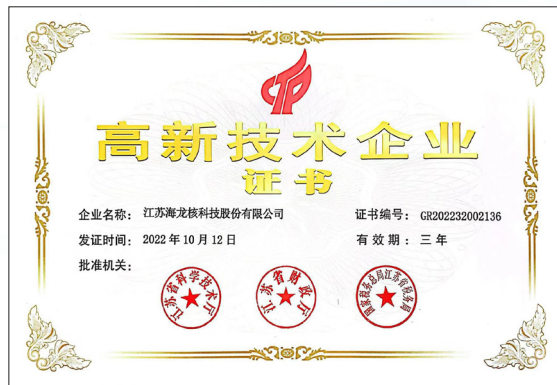 高新技术企业
证书
企业名称：江苏海龙核科技股份有限公司
证书编号：GR202232002136
发证时间：2022年10月12日
有效期：三年
批准机关：
江苏省科学技术厅
江苏省财政厅
国家税务总局江苏省税务局